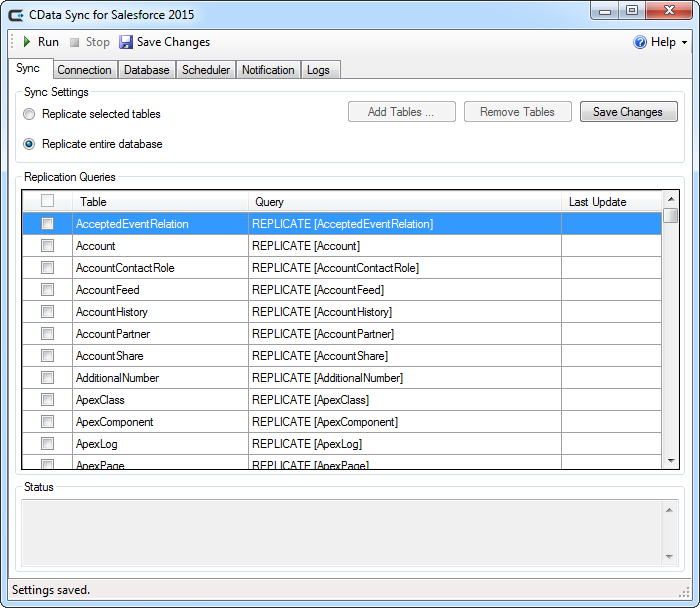 CData Sync for Salesforce 2015
Run Stop Save Changes Help
Sync Connection Database Scheduler Notification Logs
Sync Settings
Replicate selected tables Add Tables ... Remove Tables Save Changes
Replicate entire database
Replication Queries
Table Query Last Update
AcceptedEventRelation REPLICATE [AcceptedEventRelation]
Account REPLICATE [Account]
AccountContactRole REPLICATE [AccountContactRole]
AccountFeed REPLICATE [AccountFeed]
AccountHistory REPLICATE [AccountHistory]
AccountPartner REPLICATE [AccountPartner]
AccountShare REPLICATE [AccountShare]
AdditionalNumber REPLICATE [AdditionalNumber]
ApexClass REPLICATE [ApexClass]
ApexComponent REPLICATE [ApexComponent]
ApexLog REPLICATE [ApexLog]
ApexPage REPLICATE [ApexPage]
Status
Settings saved.